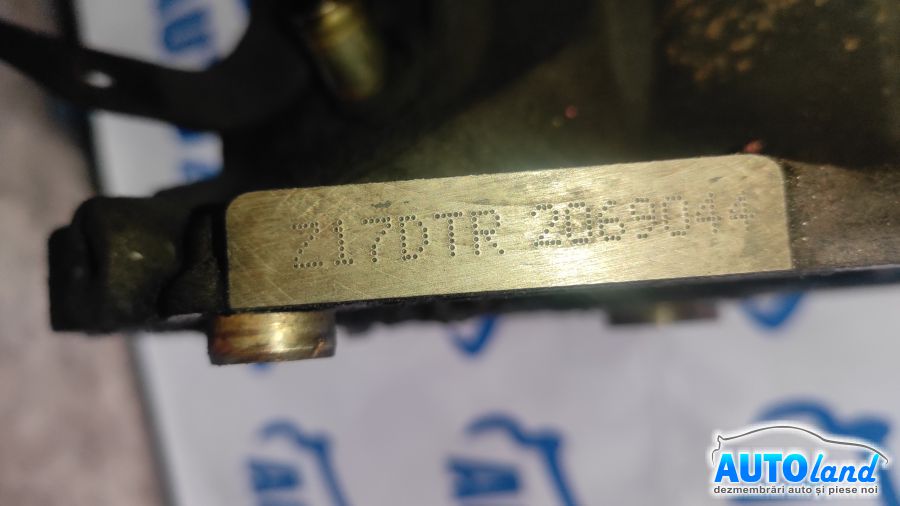 Z17DTR 2069044
AUTOland
dezmembrări auto și piese noi